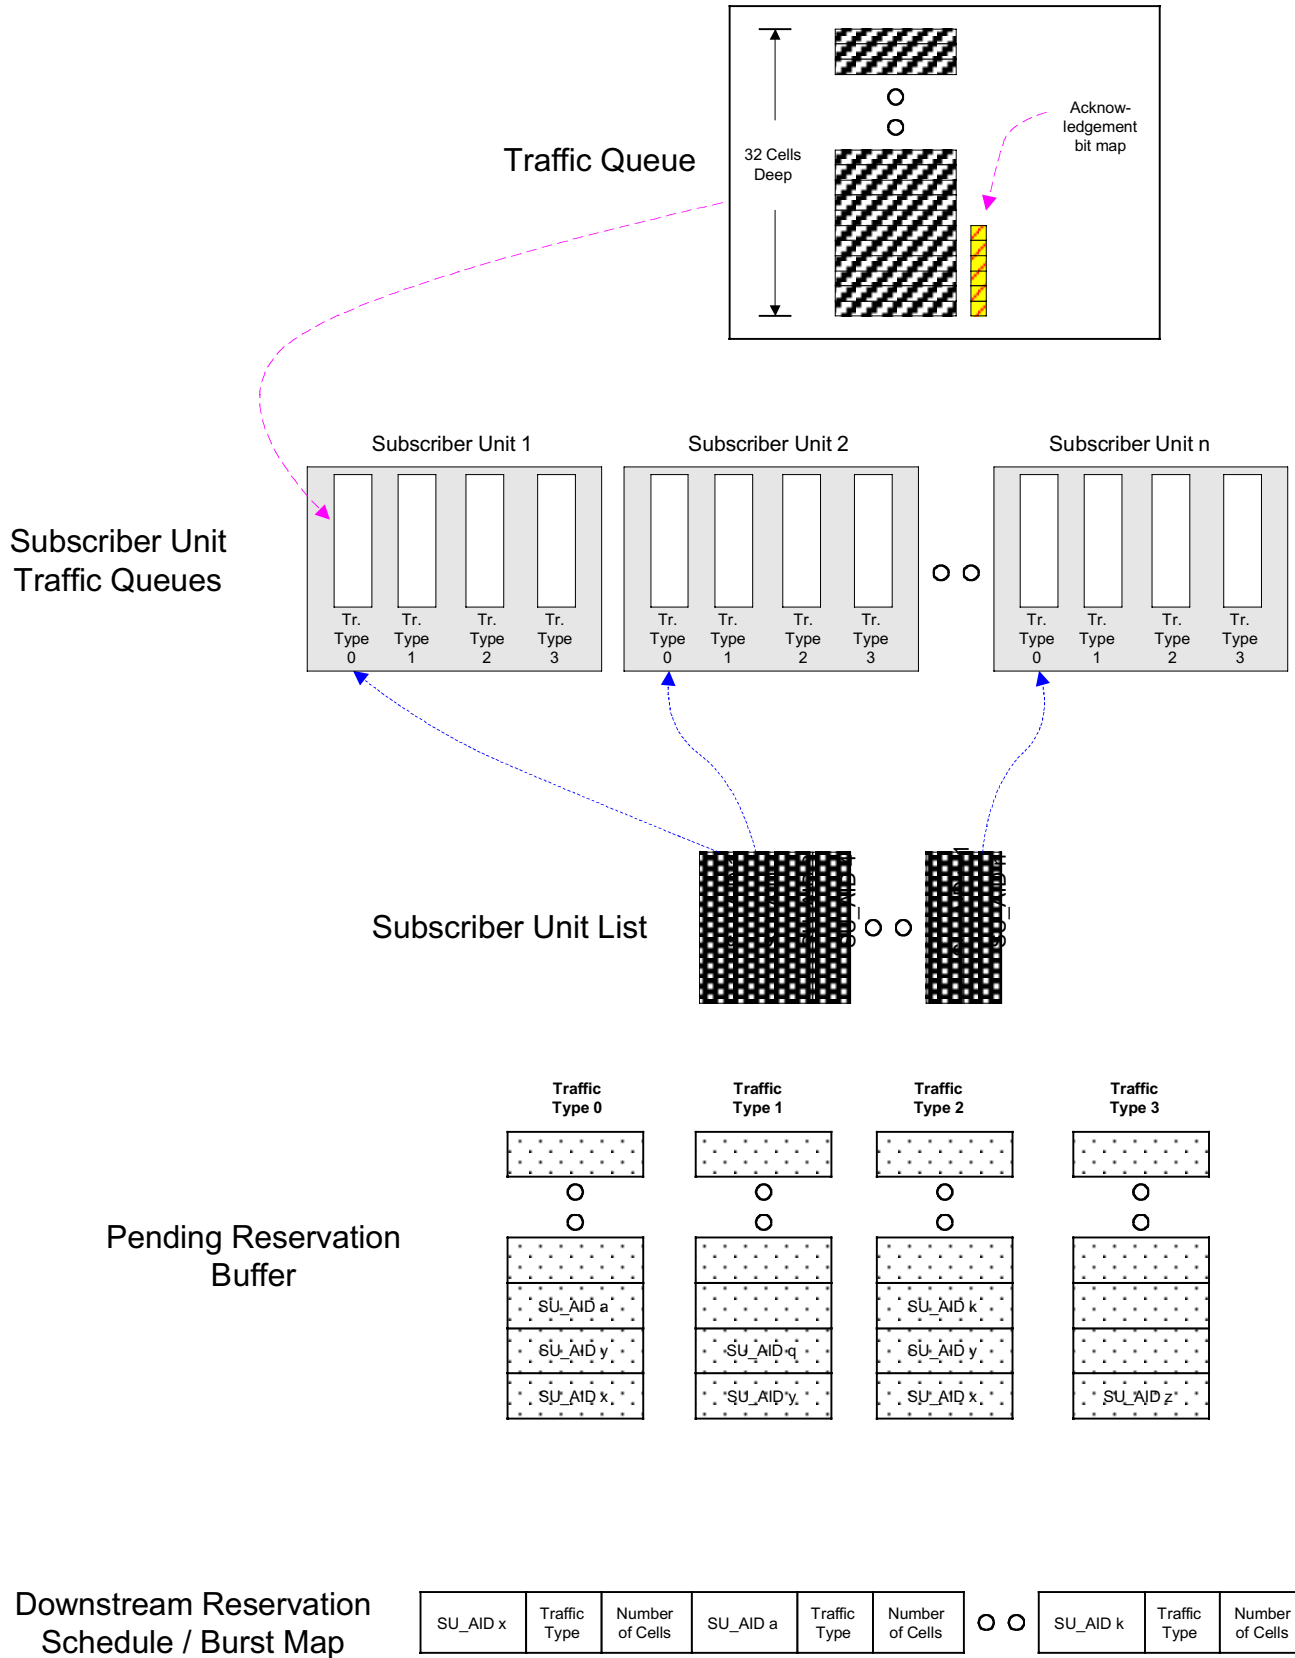 Traffic Queue
32 Cells
Deep
Acknow-
ledgement
bit map
Subscriber Unit 1
Subscriber Unit 2
Subscriber Unit n
Subscriber Unit
Traffic Queues
Tr.
Type
0
Tr.
Type
1
Tr.
Type
2
Tr.
Type
3
Tr.
Type
0
Tr.
Type
1
Tr.
Type
2
Tr.
Type
3
Tr.
Type
0
Tr.
Type
1
Tr.
Type
2
Tr.
Type
3
Subscriber Unit List
SU_AID n
Traffic
Type 0
Traffic
Type 1
Traffic
Type 2
Traffic
Type 3
Pending Reservation
Buffer
SU_AID a
SU_AID k
SU_AID y
SU_AID q
SU_AID y
SU_AID x
SU_AID y
SU_AID x
SU_AID z
Downstream Reservation
Schedule / Burst Map
SU_AID x
Traffic
Type
Number
of Cells
SU_AID a
Traffic
Type
Number
of Cells
SU_AID k
Traffic
Type
Number
of Cells